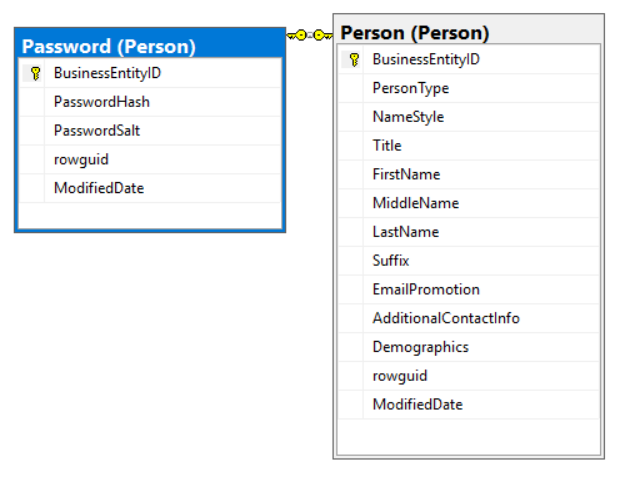 Password (Person)
BusinessEntityID
PasswordHash
PasswordSalt
rowguid
ModifiedDate
Person (Person)
BusinessEntityID
PersonType
NameStyle
Title
FirstName
MiddleName
LastName
Suffix
EmailPromotion
AdditionalContactInfo
Demographics
rowguid
ModifiedDate